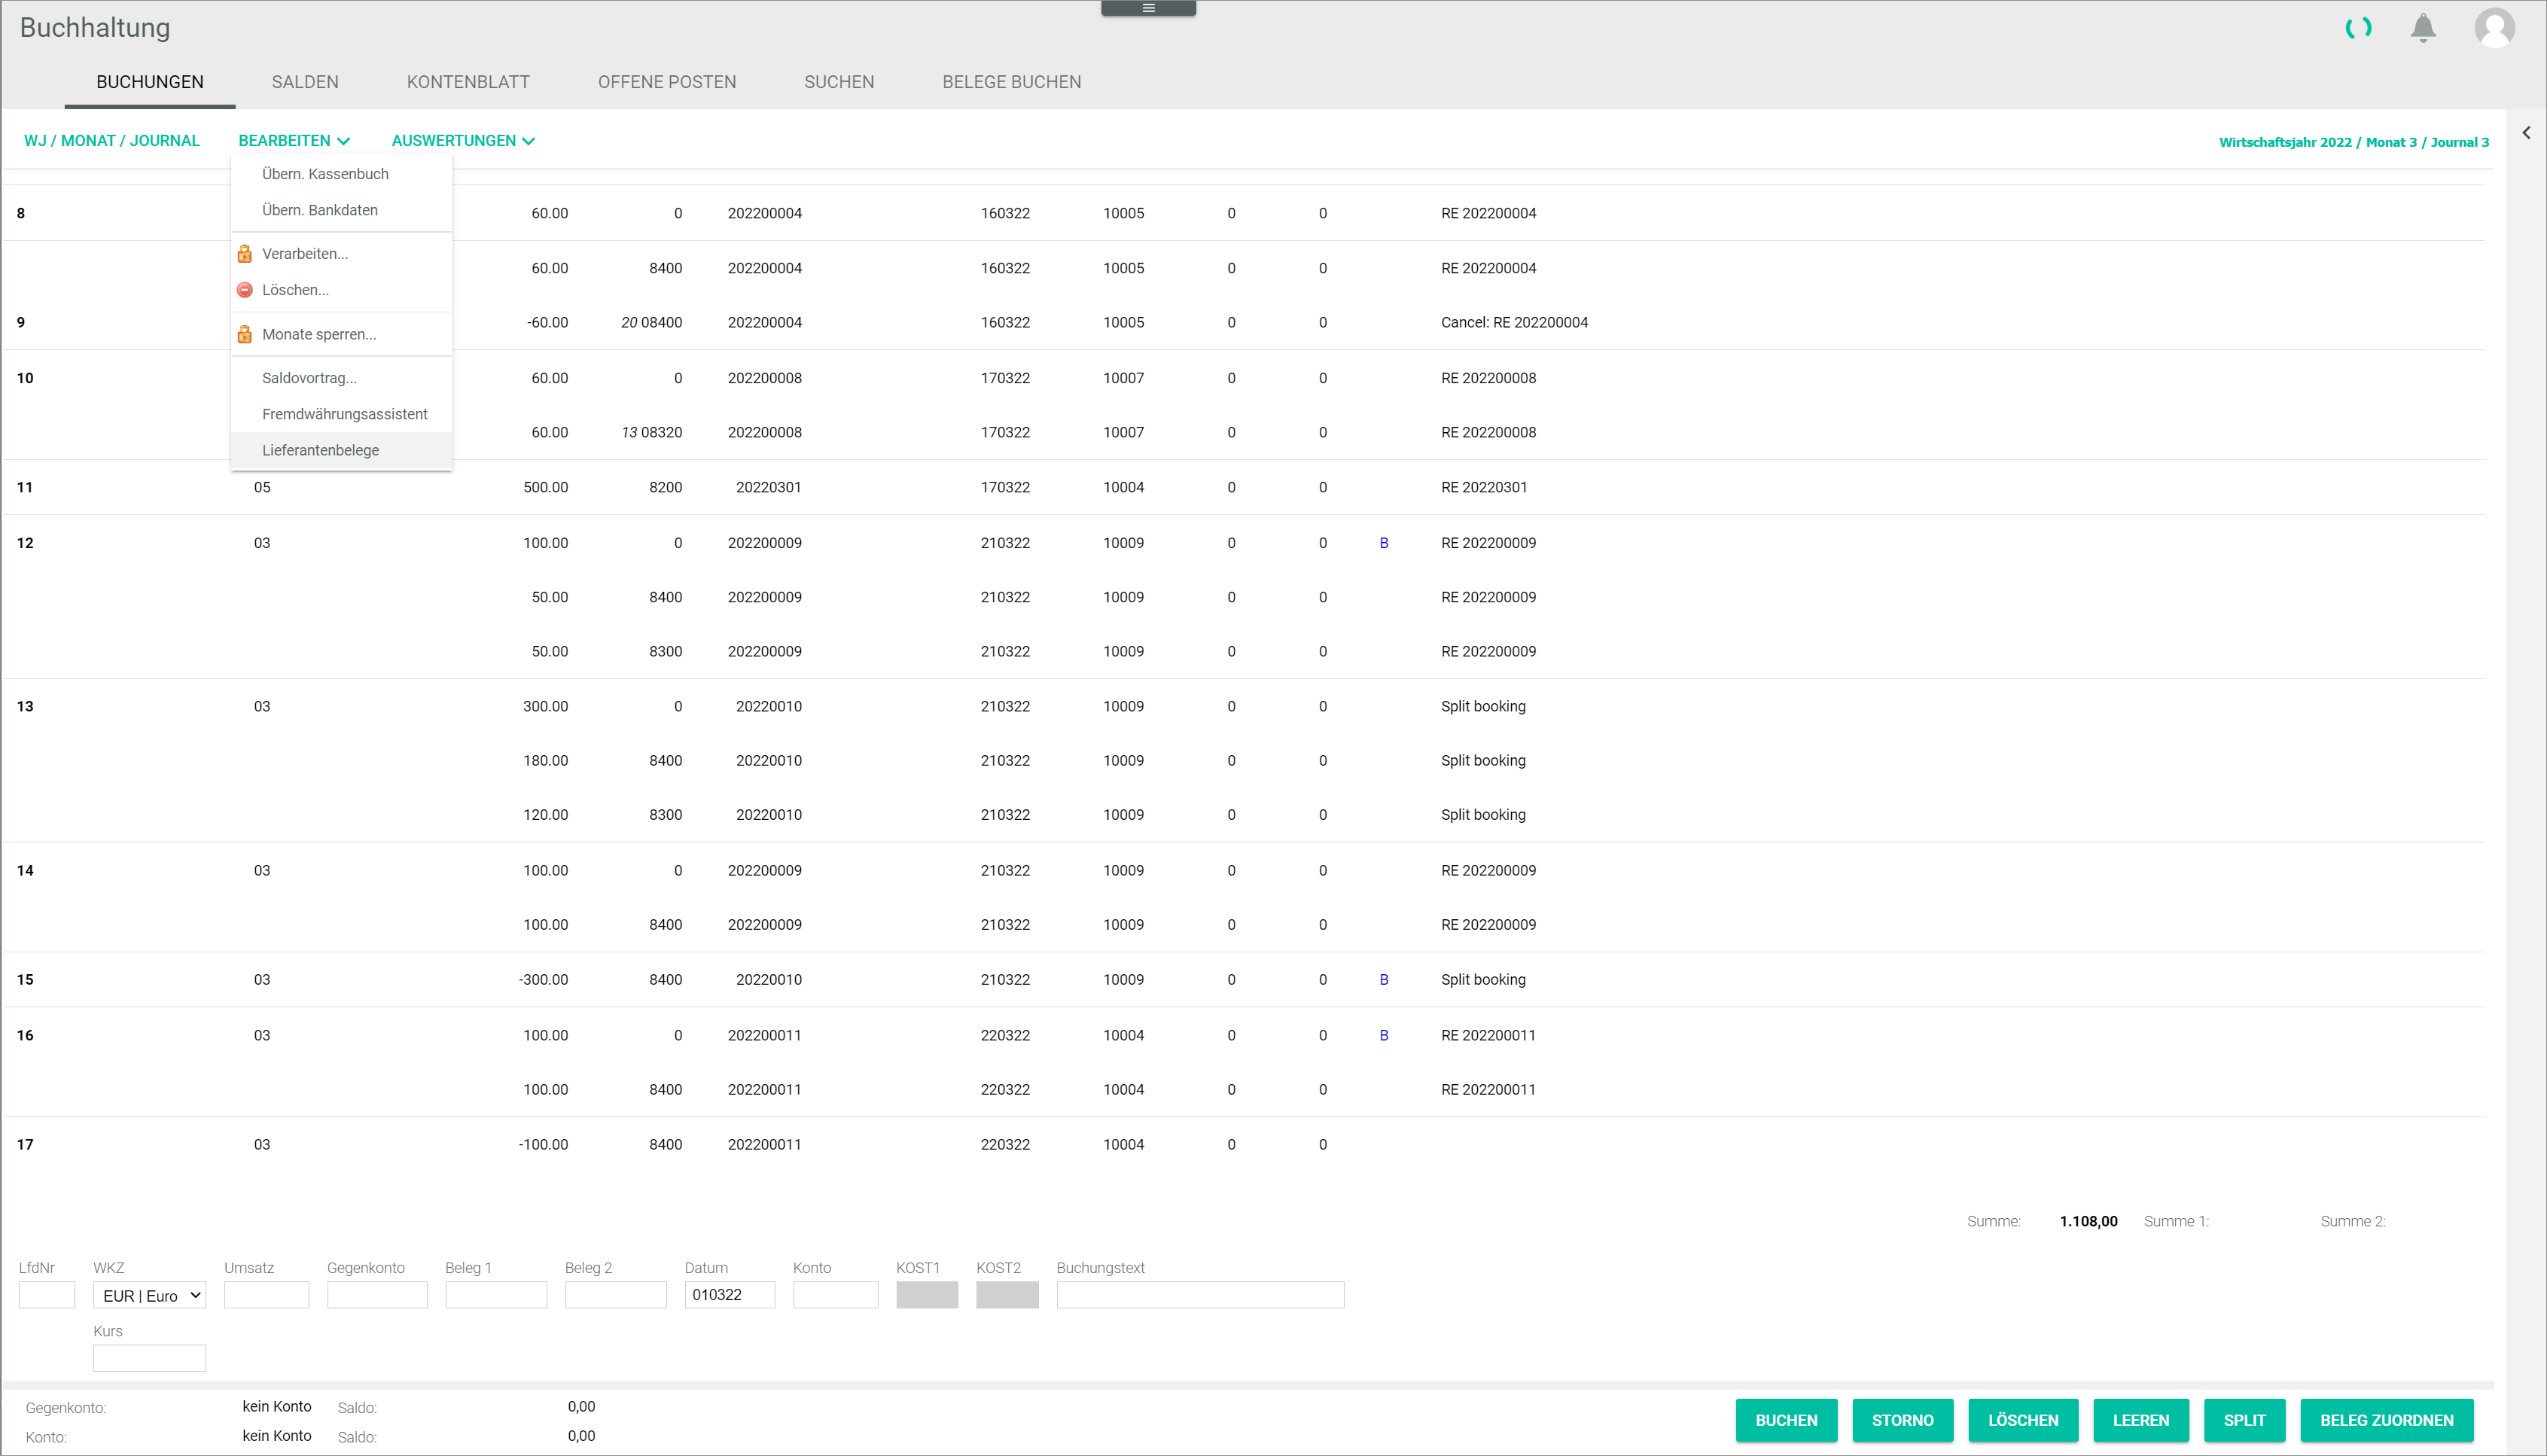 Buchhaltung
BUCHUNGEN SALDEN KONTENBLATT OFFENE POSTEN SUCHEN BELEGE BUCHEN
WJ / MONAT / JOURNAL BEARBEITEN AUSWERTUNGEN Wirtschaftsjahr 2022 / Monat 3 / Journal 3
Übern. Kassenbuch
Übern. Bankdaten
Verarbeiten...
Löschen...
Monate sperren...
Saldovortrag...
Fremdwährungsassistent
Lieferantenbelege
8 60.00 0 202200004 160322 10005 0 0 RE 202200004
60.00 8400 202200004 160322 10005 0 0 RE 202200004
9 -60.00 20 08400 202200004 160322 10005 0 0 Cancel: RE 202200004
10 60.00 0 202200008 170322 10007 0 0 RE 202200008
60.00 13 08320 202200008 170322 10007 0 0 RE 202200008
11 05 500.00 8200 20220301 170322 10004 0 0 RE 20220301
12 03 100.00 0 202200009 210322 10009 0 0 B RE 202200009
50.00 8400 202200009 210322 10009 0 0 RE 202200009
50.00 8300 202200009 210322 10009 0 0 RE 202200009
13 03 300.00 0 20220010 210322 10009 0 0 Split booking
180.00 8400 20220010 210322 10009 0 0 Split booking
120.00 8300 20220010 210322 10009 0 0 Split booking
14 03 100.00 0 202200009 210322 10009 0 0 RE 202200009
100.00 8400 202200009 210322 10009 0 0 RE 202200009
15 03 -300.00 8400 20220010 210322 10009 0 0 B Split booking
16 03 100.00 0 202200011 220322 10004 0 0 B RE 202200011
100.00 8400 202200011 220322 10004 0 0 RE 202200011
17 03 -100.00 8400 202200011 220322 10004 0 0
Summe: 1.108,00 Summe 1: Summe 2:
LfdNr WKZ Umsatz Gegenkonto Beleg 1 Beleg 2 Datum Konto KOST1 KOST2 Buchungstext
EUR | Euro 010322
Kurs
Gegenkonto: kein Konto Saldo: 0,00
Konto: kein Konto Saldo: 0,00
BUCHEN STORNO LÖSCHEN LEEREN SPLIT BELEG ZUORDNEN